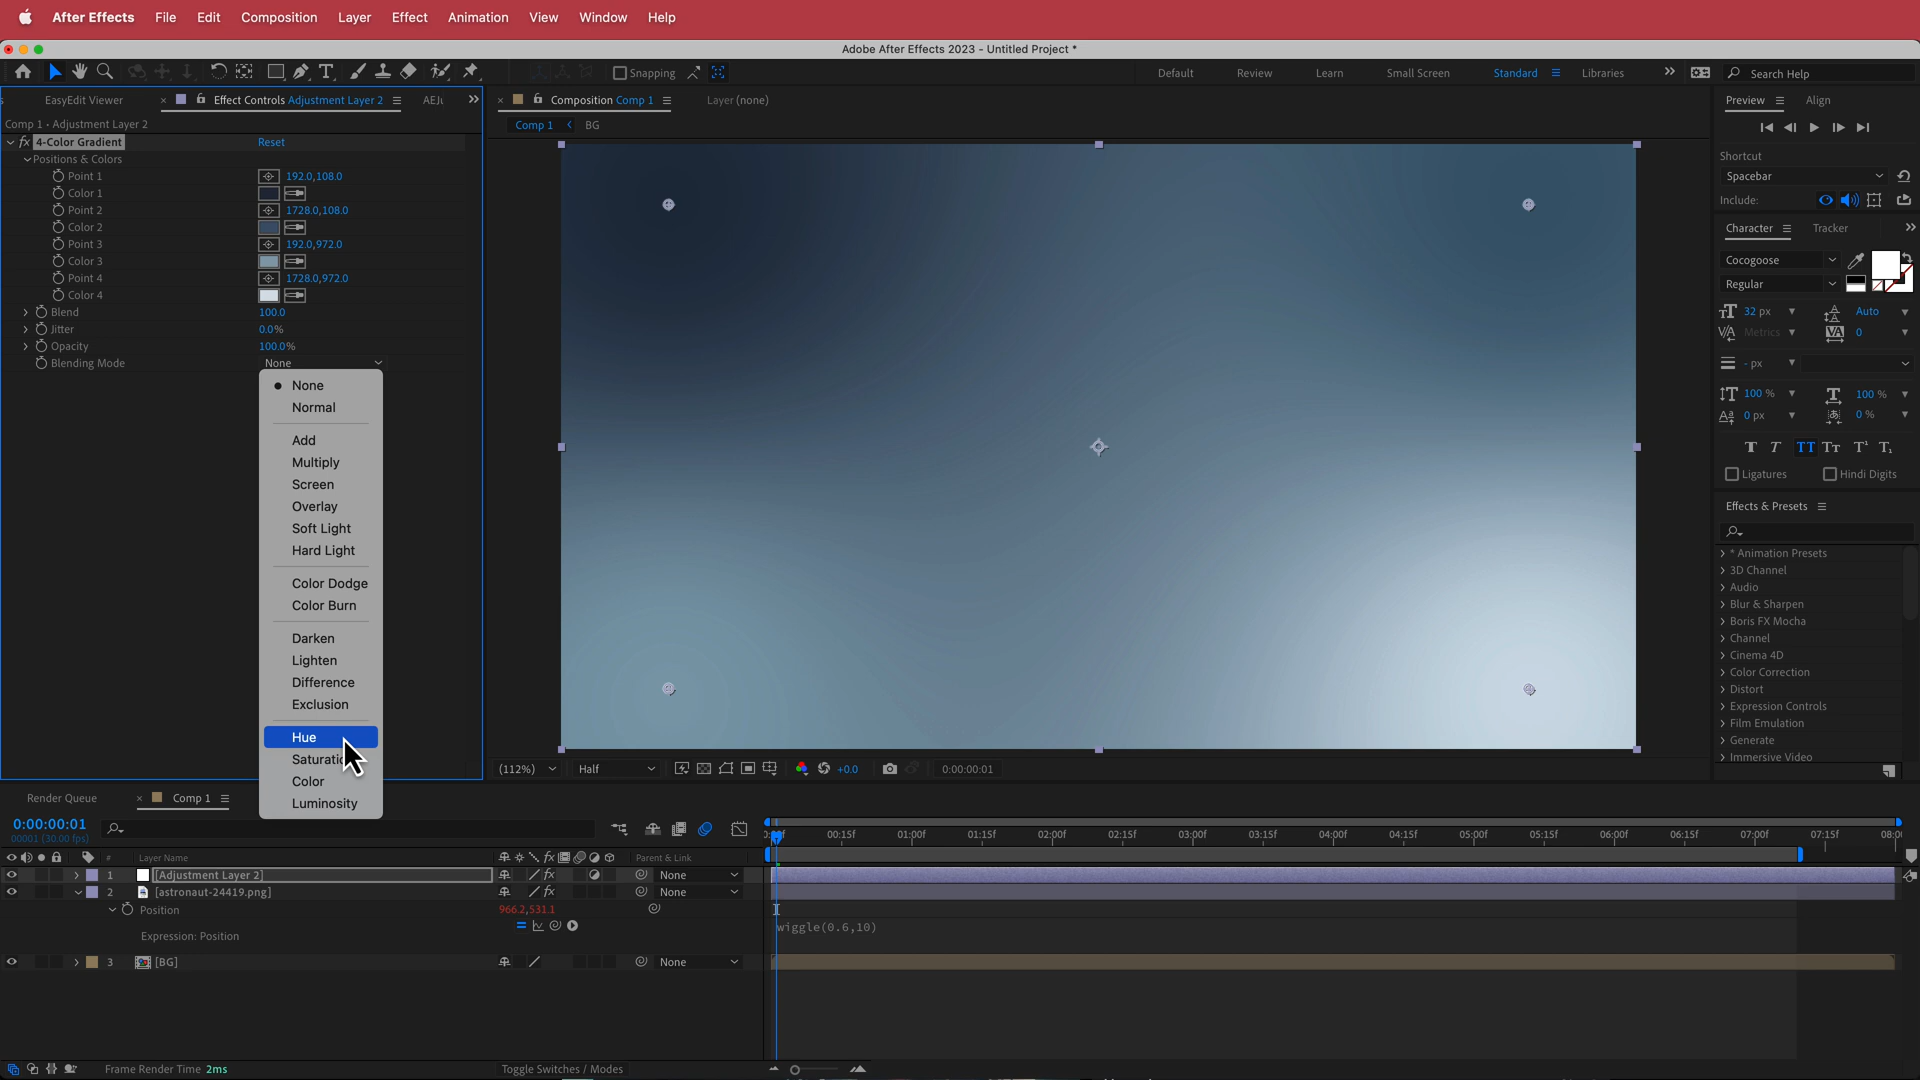 After Effects File Edit Composition Layer Effect Animation View Window Help
Adobe After Effects 2023 - Untitled Project *
Snapping Default Review Learn Small Screen Standard Libraries Search Help
EasyEdit Viewer × Effect Controls Adjustment Layer 2
Comp 1 • Adjustment Layer 2
fx 4-Color Gradient Reset
Positions & Colors
Point 1 192.0,108.0
Color 1
Point 2 1728.0,108.0
Color 2
Point 3 192.0,972.0
Color 3
Point 4 1728.0,972.0
Color 4
Blend 100.0
Jitter 0.0%
Opacity 100.0%
Blending Mode None
None
Normal
Add
Multiply
Screen
Overlay
Soft Light
Hard Light
Color Dodge
Color Burn
Darken
Lighten
Difference
Exclusion
Hue
Color
Luminosity
× Composition Comp 1 Layer (none)
Comp 1 BG
(112%) Half +0.0 0:00:00:01
Preview Align
Shortcut
Spacebar
Include:
Character Tracker
Cocogoose
Regular
32 px Auto
Metrics 0
- px
100 % 100 %
0 px 0 %
T T TT Tт T¹ T₁
Ligatures Hindi Digits
Effects & Presets
* Animation Presets
3D Channel
Audio
Blur & Sharpen
Boris FX Mocha
Channel
Cinema 4D
Color Correction
Distort
Expression Controls
Film Emulation
Generate
Immersive Video
Render Queue × Comp 1
0:00:00:01
00001 (30.00 fps)
00:15f 01:00f 01:15f 02:00f 02:15f 03:00f 03:15f 04:00f 04:15f 05:00f 05:15f 06:00f 06:15f 07:00f 07:15f
# Layer Name Parent & Link
1 [Adjustment Layer 2] None
2 [astronaut-24419.png] None
Position 966.2,531.1
Expression: Position wiggle(0.6,10)
3 [BG] None
Frame Render Time 2ms Toggle Switches / Modes